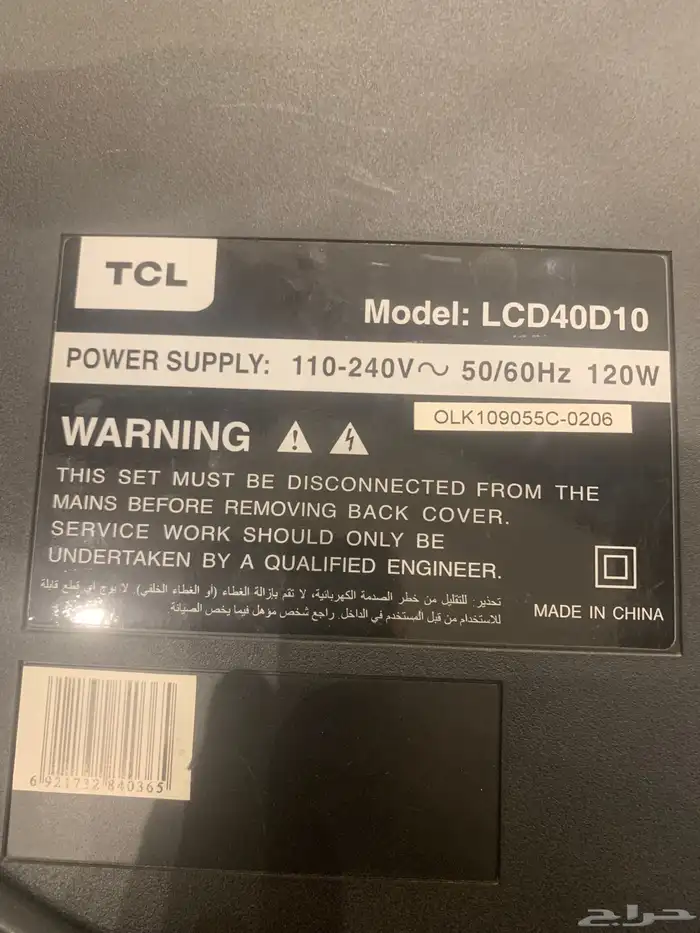 TCL
Model: LCD40D10
POWER SUPPLY: 110-240V~ 50/60Hz 120W
OLK109055C-0206
WARNING
THIS SET MUST BE DISCONNECTED FROM THE
MAINS BEFORE REMOVING BACK COVER.
SERVICE WORK SHOULD ONLY BE
UNDERTAKEN BY A QUALIFIED ENGINEER.
تحذير: للتقليل من خطر الصدمة الكهربائية، لا تقم بإزالة الغطاء (أو الغطاء الخلفي). لا يوجد أي قطع قابلة
للاستخدام من قبل المستخدم في الداخل. راجع شخص مؤهل فيما يخص الصيانة
MADE IN CHINA
6 921732 840365
حراج